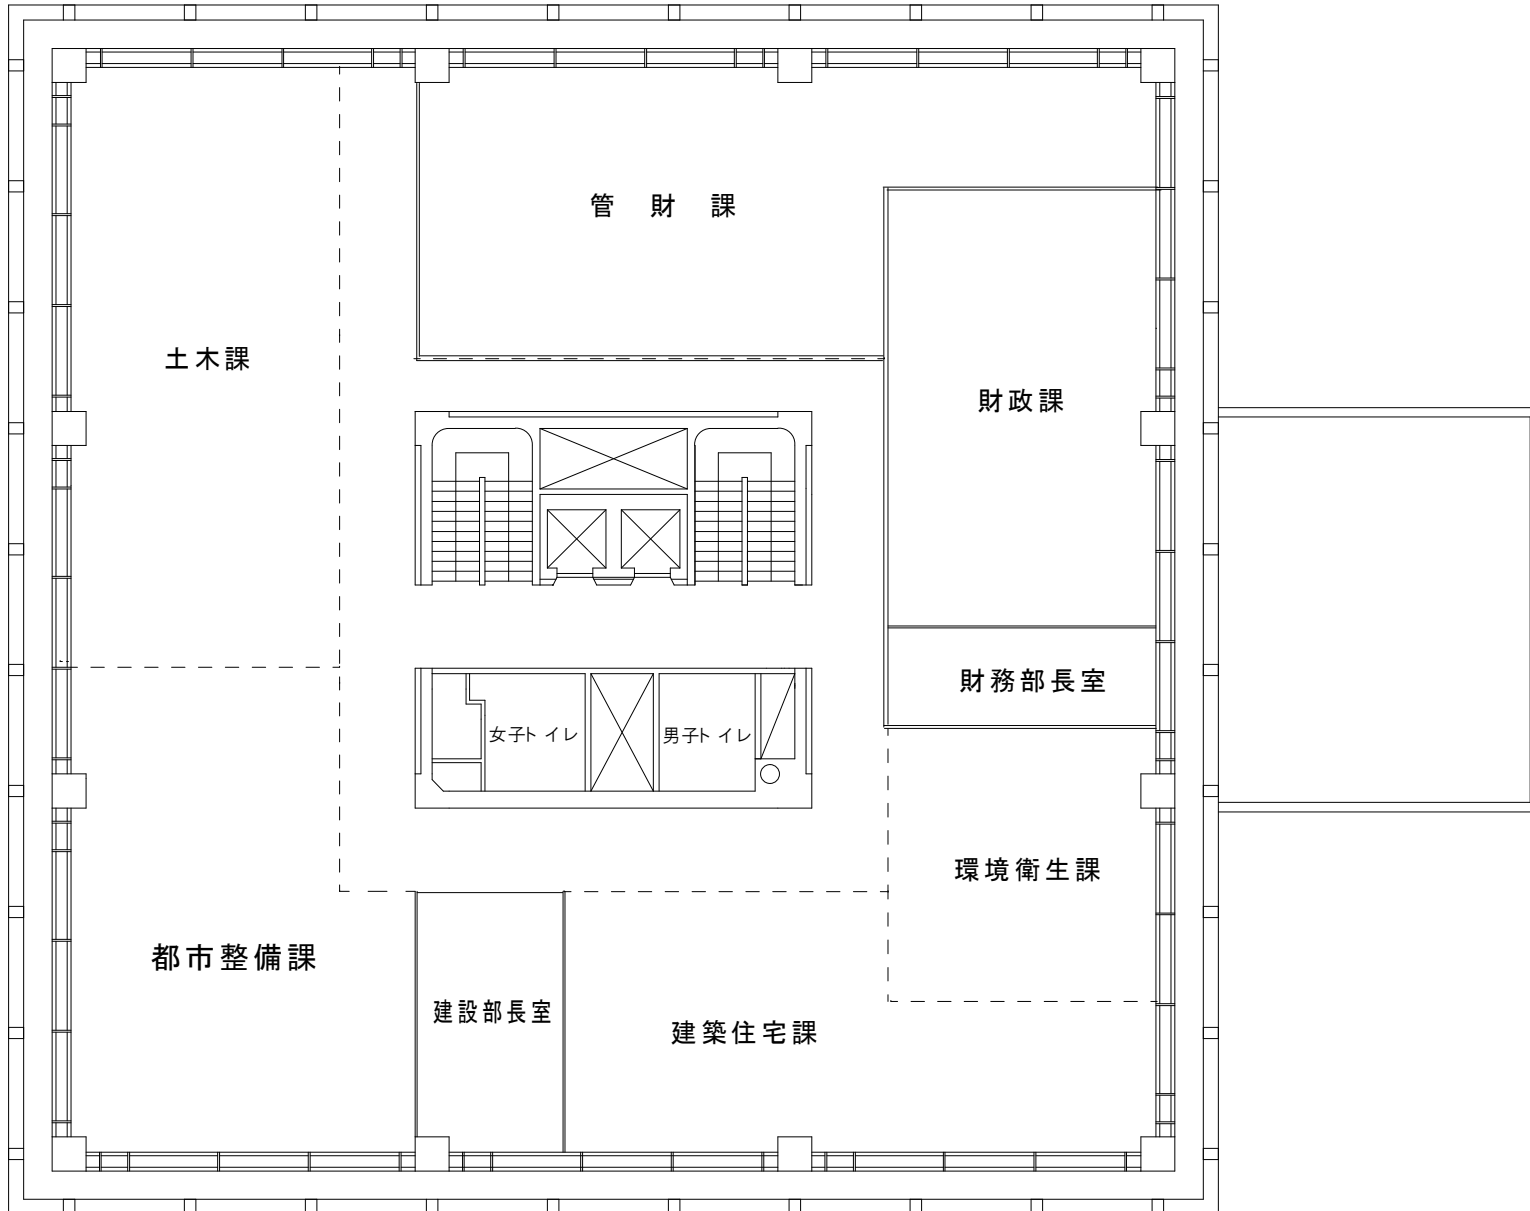 管 財 課
土木課
財政課
財務部長室
女子トイレ
男子トイレ
環境衛生課
都市整備課
建設部長室
建築住宅課